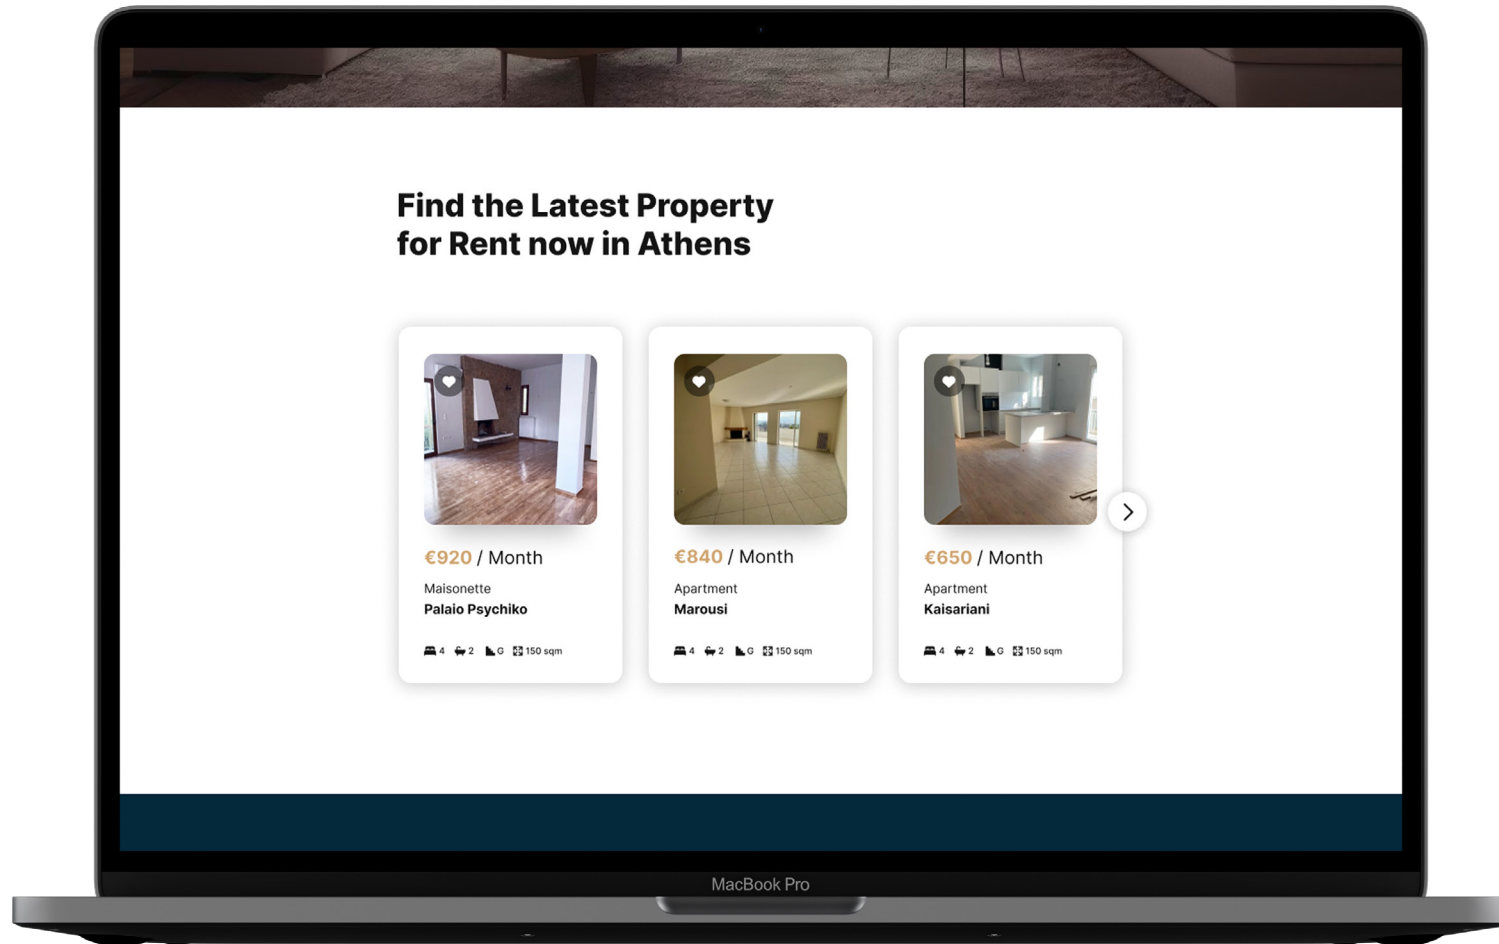 Find the Latest Property
for Rent now in Athens
€920 / Month
Maisonette
Palaio Psychiko
4 2 G 150 sqm
€840 / Month
Apartment
Marousi
4 2 G 150 sqm
€650 / Month
Apartment
Kaisariani
4 2 G 150 sqm
MacBook Pro